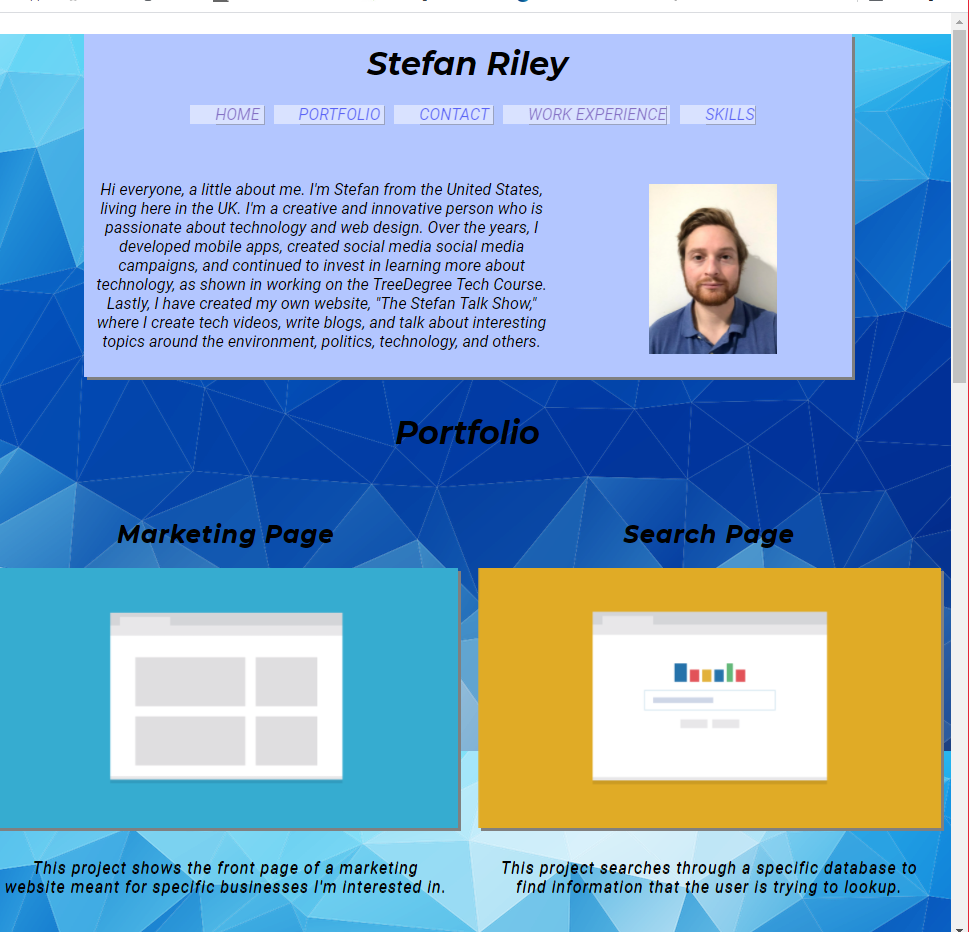 Stefan Riley
HOME PORTFOLIO CONTACT WORK EXPERIENCE SKILLS
Hi everyone, a little about me. I'm Stefan from the United States,
living here in the UK. I'm a creative and innovative person who is
passionate about technology and web design. Over the years, I
developed mobile apps, created social media social media
campaigns, and continued to invest in learning more about
technology, as shown in working on the TreeDegree Tech Course.
Lastly, I have created my own website, "The Stefan Talk Show,"
where I create tech videos, write blogs, and talk about interesting
topics around the environment, politics, technology, and others.
Portfolio
Marketing Page
Search Page
This project shows the front page of a marketing
website meant for specific businesses I'm interested in.
This project searches through a specific database to
find information that the user is trying to lookup.